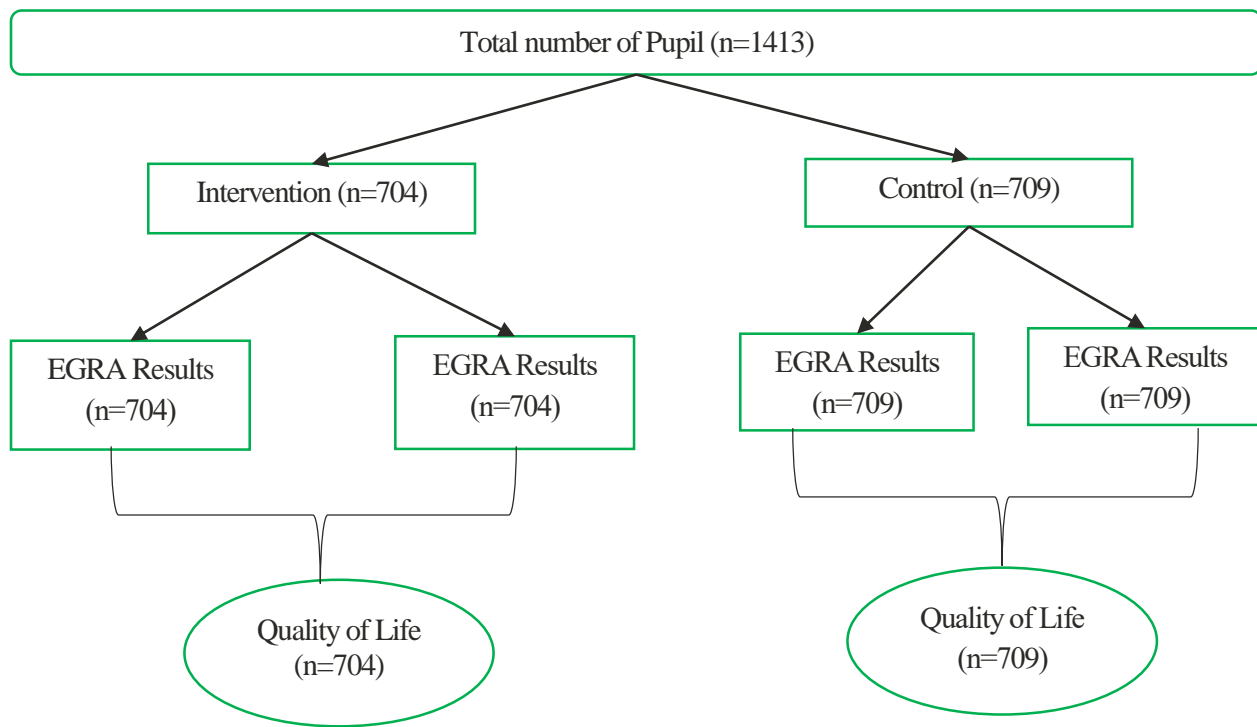 Total number of Pupil (n=1413)
Intervention (n=704)
Control (n=709)
EGRA Results
(n=704)
EGRA Results
(n=704)
EGRA Results
(n=709)
EGRA Results
(n=709)
Quality of Life
(n=704)
Quality of Life
(n=709)